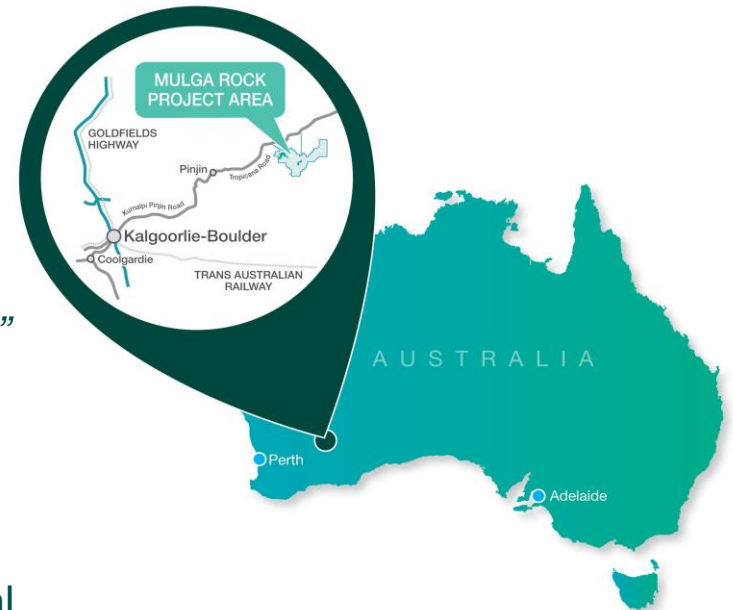 MULGA ROCK
PROJECT AREA
GOLDFIELDS
HIGHWAY
Pinjin
Tropicana Road
Kurnalpi Pinjin Road
Kalgoorlie-Boulder
Coolgardie
TRANS AUSTRALIAN
RAILWAY
”
AUSTRALIA
Perth
Adelaide
al